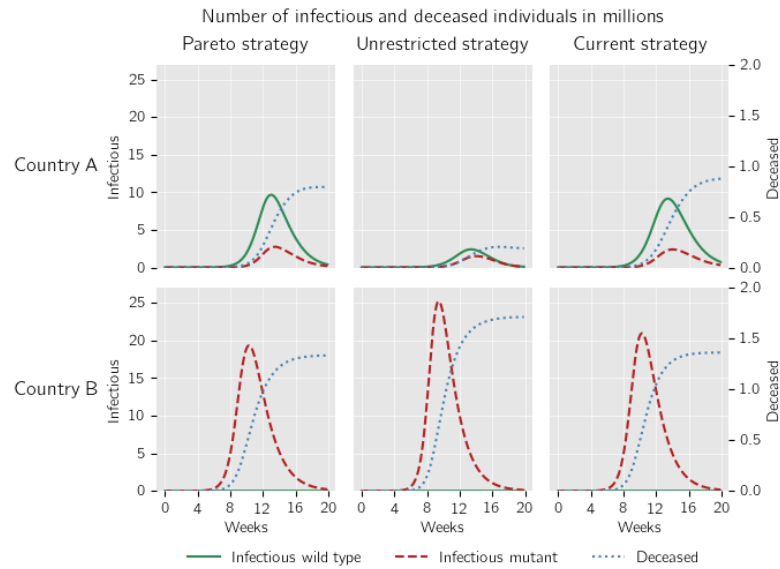 Number of infectious and deceased individuals in millions
Pareto strategy Unrestricted strategy Current strategy
Country A
Infectious
25
20
15
10
5
0
2.0
1.5
1.0
0.5
0.0
Deceased
Country B
Infectious
25
20
15
10
5
0
2.0
1.5
1.0
0.5
0.0
Deceased
0 4 8 12 16 20 0 4 8 12 16 20 0 4 8 12 16 20
Weeks Weeks Weeks
Infectious wild type Infectious mutant Deceased